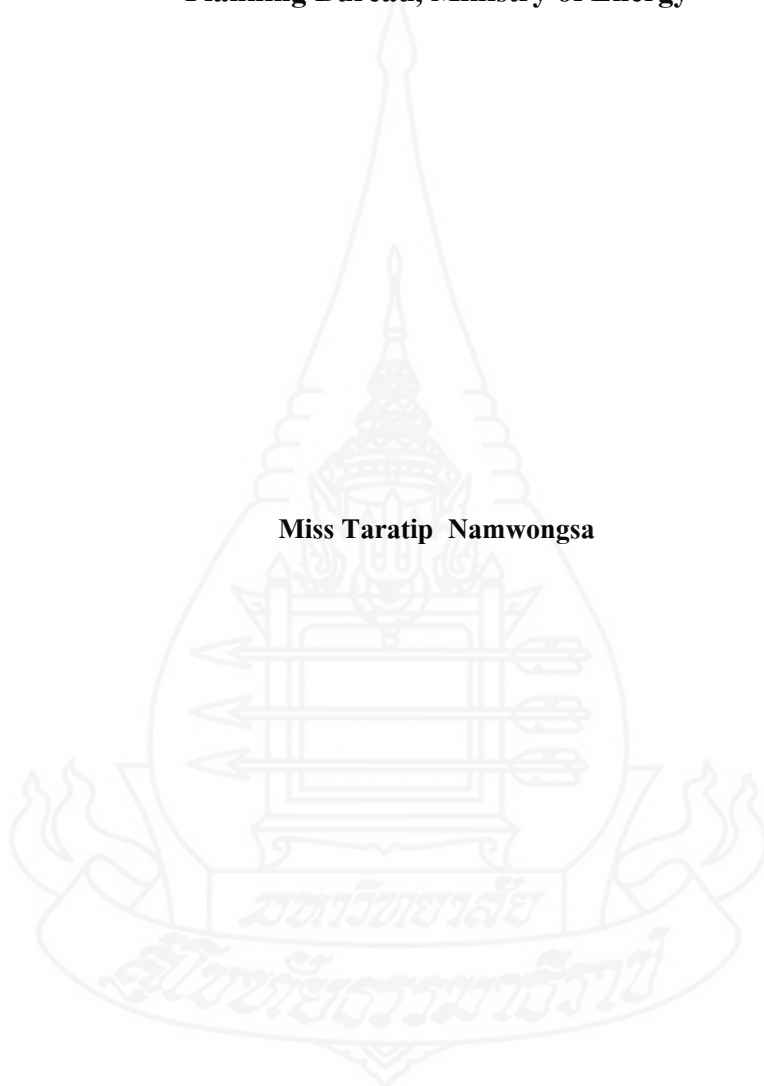 Planning Bureau, Ministry of Energy
Miss Taratip Namwongsa
มหาวิทยาลัย
สุโขทัยธรรมาธิราช